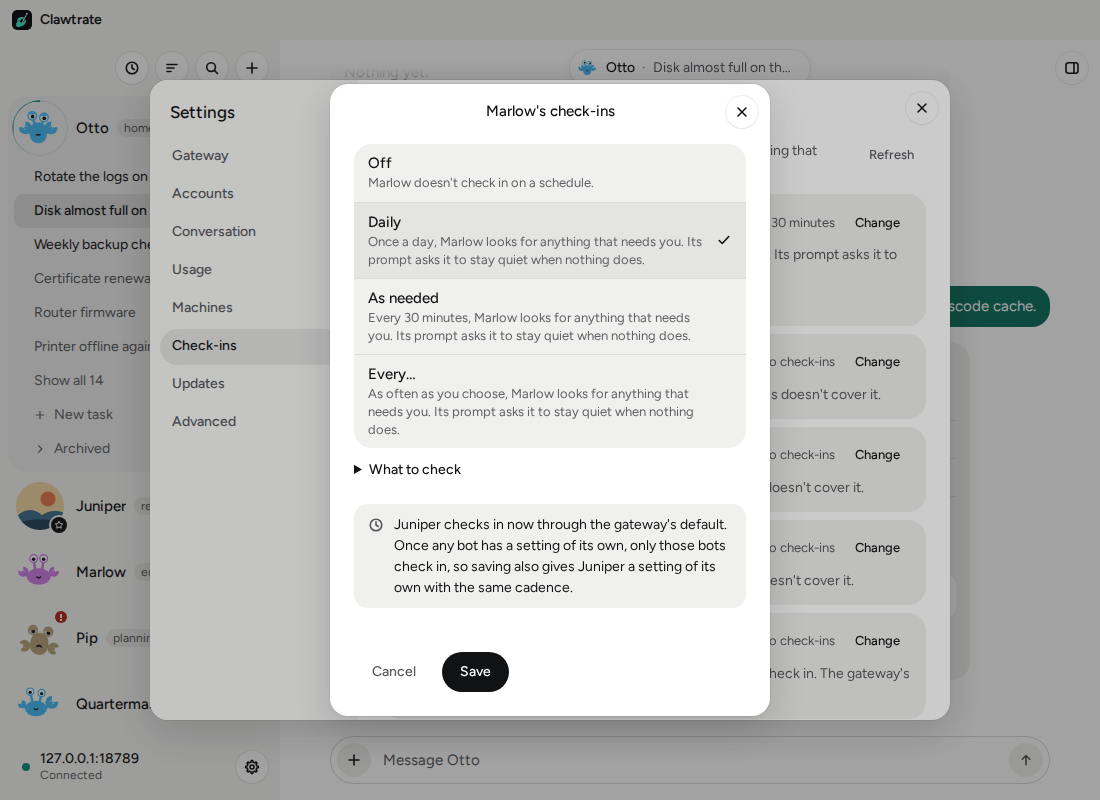 Clawtrate
Nothing yet.
Otto · Disk almost full on th...
Otto
home
Rotate the logs on
Disk almost full on
Weekly backup che
Certificate renewa
Router firmware
Printer offline again
Show all 14
New task
Archived
Juniper
re
Marlow
Pip
plannin
Quarterma
127.0.0.1:18789
Connected
Settings
Gateway
Accounts
Conversation
Usage
Machines
Check-ins
Updates
Advanced
ing that
Refresh
30 minutes
Change
Its prompt asks it to
o check-ins
Change
s doesn't cover it.
o check-ins
Change
doesn't cover it.
o check-ins
Change
esn't cover it.
o check-ins
Change
heck in. The gateway's
scode cache.
Marlow's check-ins
Off
Marlow doesn't check in on a schedule.
Daily
Once a day, Marlow looks for anything that needs you. Its
prompt asks it to stay quiet when nothing does.
As needed
Every 30 minutes, Marlow looks for anything that needs
you. Its prompt asks it to stay quiet when nothing does.
Every...
As often as you choose, Marlow looks for anything that
needs you. Its prompt asks it to stay quiet when nothing
does.
What to check
Juniper checks in now through the gateway's default.
Once any bot has a setting of its own, only those bots
check in, so saving also gives Juniper a setting of its
own with the same cadence.
Cancel
Save
Message Otto